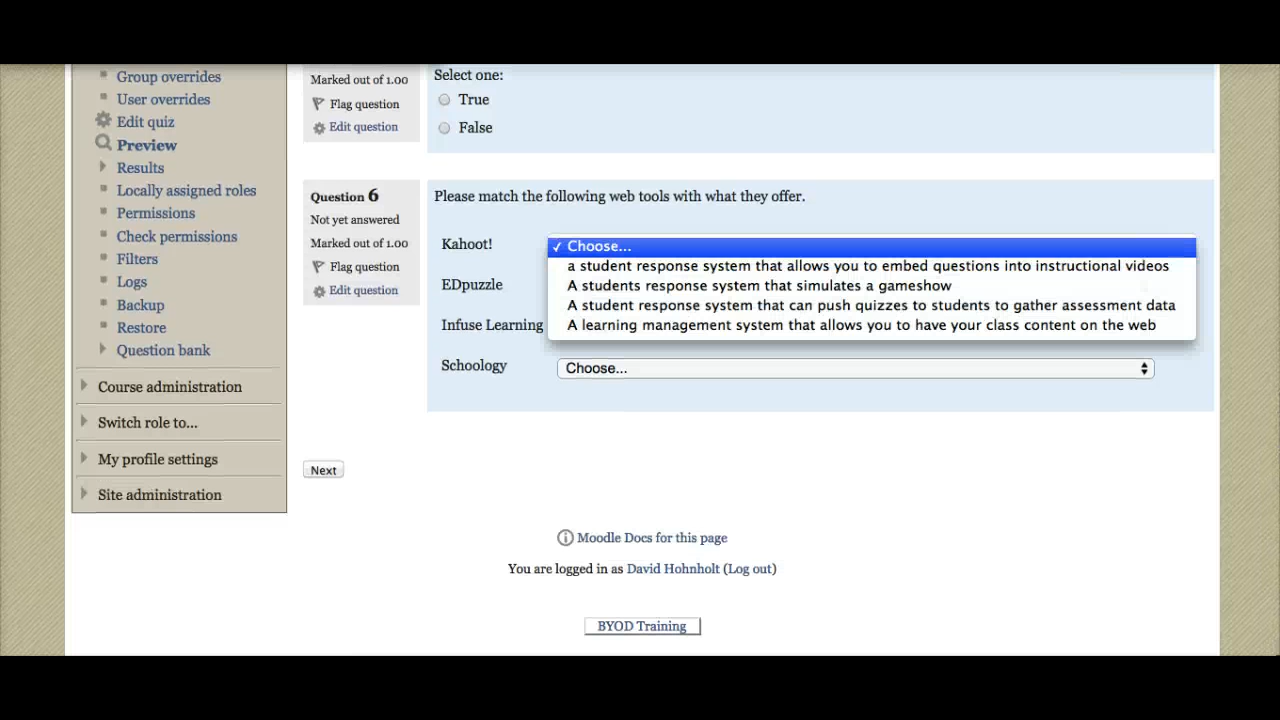 Group overrides
User overrides
Edit quiz
Preview
Results
Locally assigned roles
Permissions
Check permissions
Filters
Logs
Backup
Restore
Question bank
Course administration
Switch role to...
My profile settings
Site administration
Marked out of 1.00
Flag question
Edit question
Select one:
True
False
Question 6
Not yet answered
Marked out of 1.00
Flag question
Edit question
Please match the following web tools with what they offer.
Kahoot!
✓ Choose...
a student response system that allows you to embed questions into instructional videos
A students response system that simulates a gameshow
A student response system that can push quizzes to students to gather assessment data
A learning management system that allows you to have your class content on the web
EDpuzzle
Infuse Learning
Schoology
Choose...
Next
Moodle Docs for this page
You are logged in as David Hohnholt (Log out)
BYOD Training